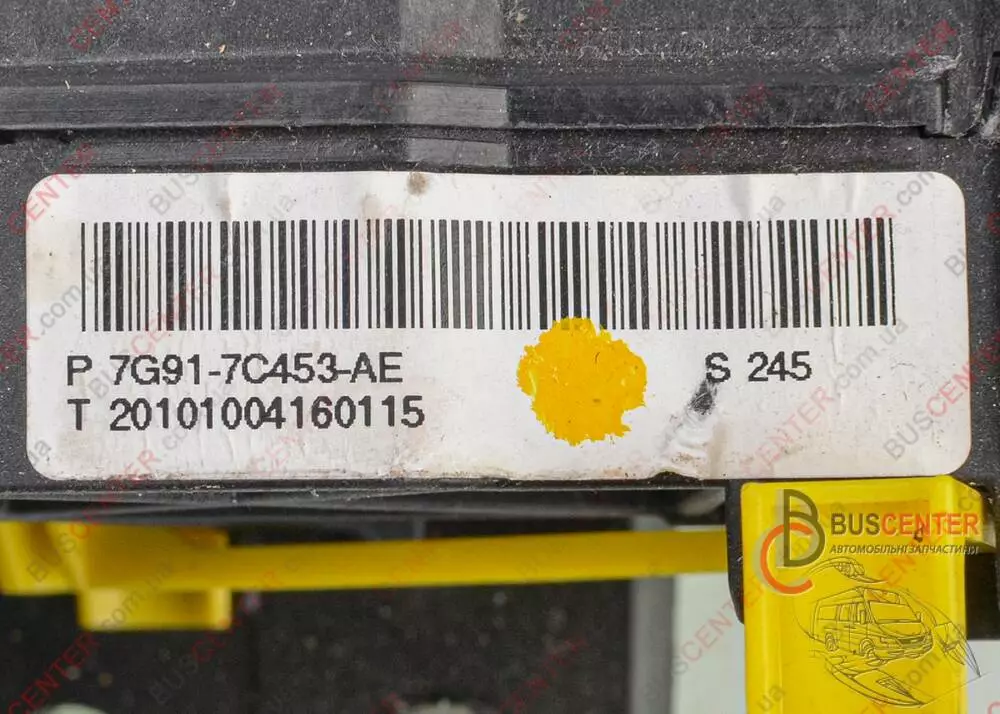 P 7G91-7C453-AE
S 245
T 20101004160115
BUSCENTER
АВТОМОБІЛЬНІ ЗАПЧАСТИНИ